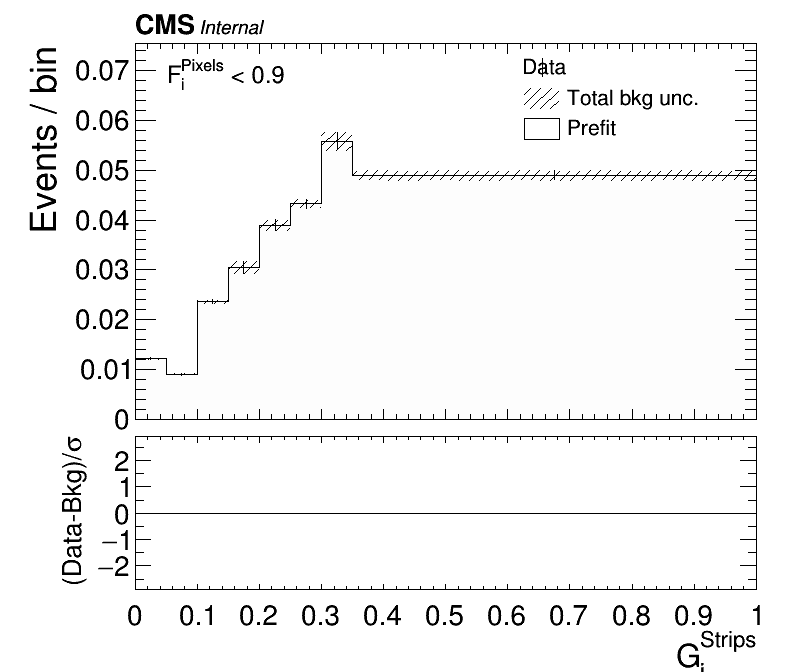 CMS Internal
Events / bin
F_i^Pixels < 0.9
Data
Total bkg unc.
Prefit
0.07
0.06
0.05
0.04
0.03
0.02
0.01
0
(Data-Bkg)/σ
2
1
0
−1
−2
0 0.1 0.2 0.3 0.4 0.5 0.6 0.7 0.8 0.9 1
G_i^Strips